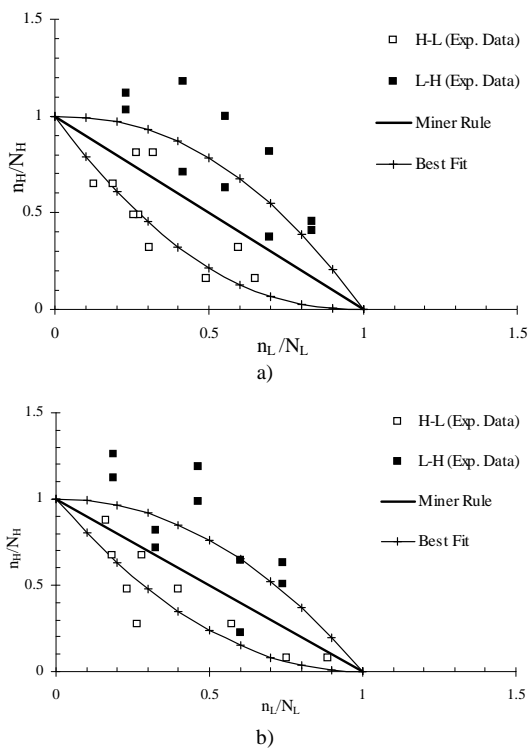 1.5
1
0.5
0
0
0.5
1
1.5
n_H/N_H
n_L/N_L
H-L (Exp. Data)
L-H (Exp. Data)
Miner Rule
Best Fit
a)
1.5
1
0.5
0
0
0.5
1
1.5
n_H/N_H
n_L/N_L
H-L (Exp. Data)
L-H (Exp. Data)
Miner Rule
Best Fit
b)